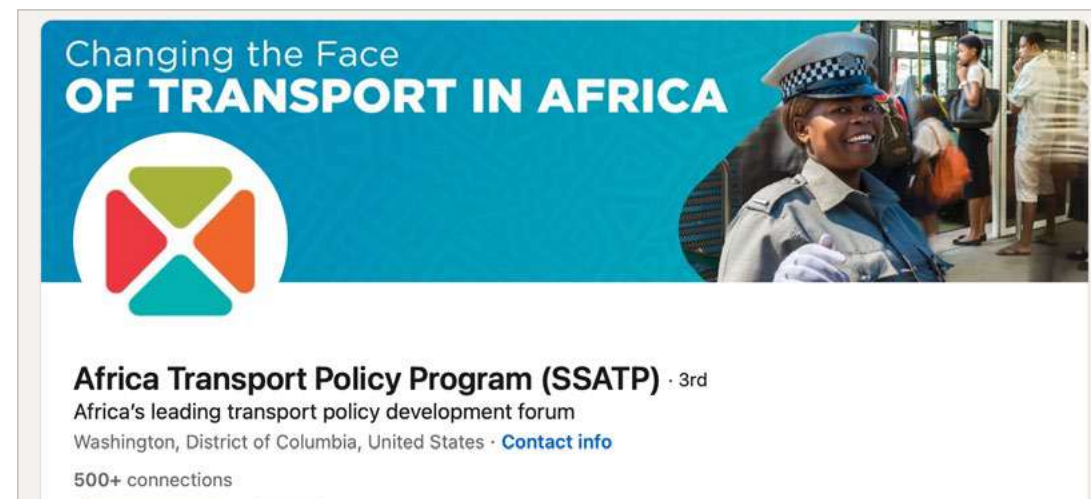 Changing the Face
OF TRANSPORT IN AFRICA
Africa Transport Policy Program (SSATP) · 3rd
Africa's leading transport policy development forum
Washington, District of Columbia, United States · Contact info
500+ connections